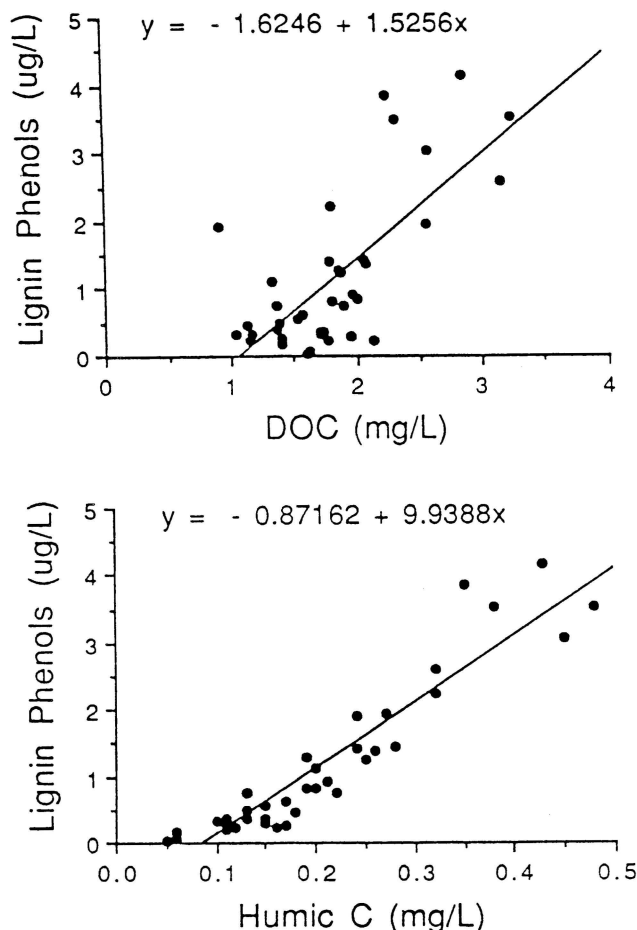 y = - 1.6246 + 1.5256x
Lignin Phenols (ug/L)
5
4
3
2
1
0
0 1 2 3 4
DOC (mg/L)
y = - 0.87162 + 9.9388x
Lignin Phenols (ug/L)
5
4
3
2
1
0
0.0 0.1 0.2 0.3 0.4 0.5
Humic C (mg/L)